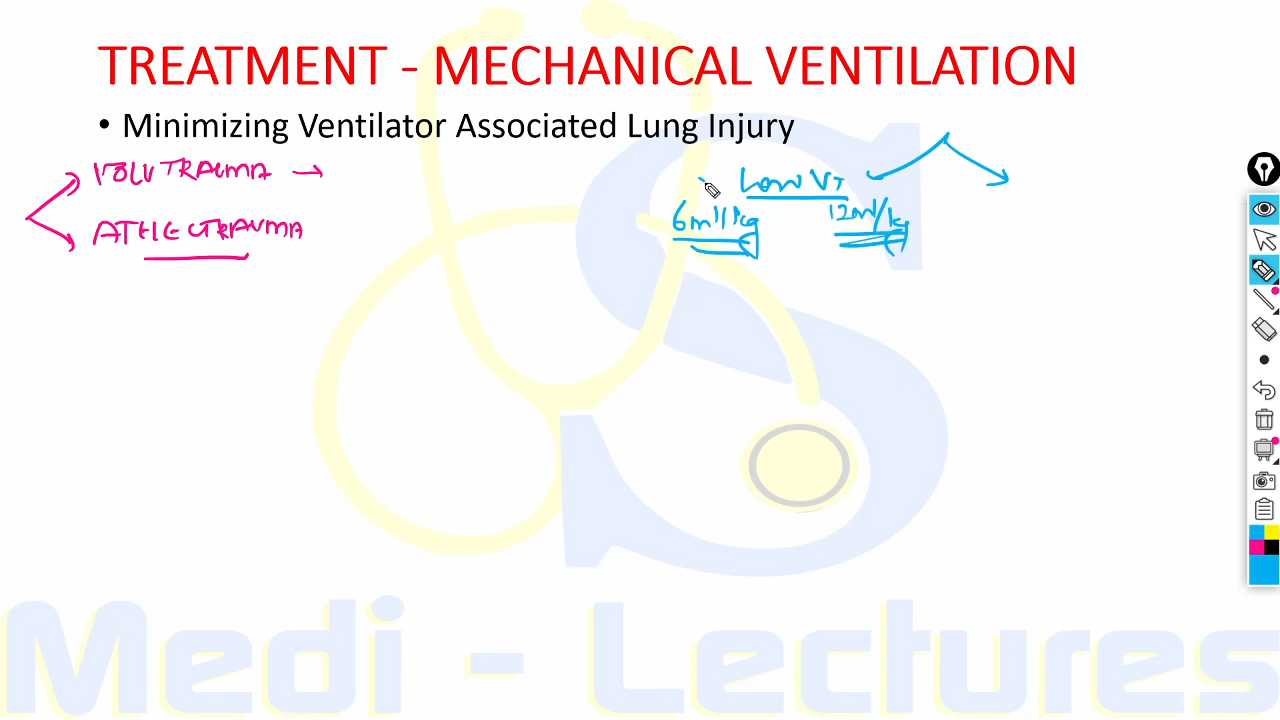 TREATMENT - MECHANICAL VENTILATION
• Minimizing Ventilator Associated Lung Injury
VOLUTRAUMA →
LOW VT
6ml/kg 12ml/kg
ATELECTRAUMA
Medi - Lectures